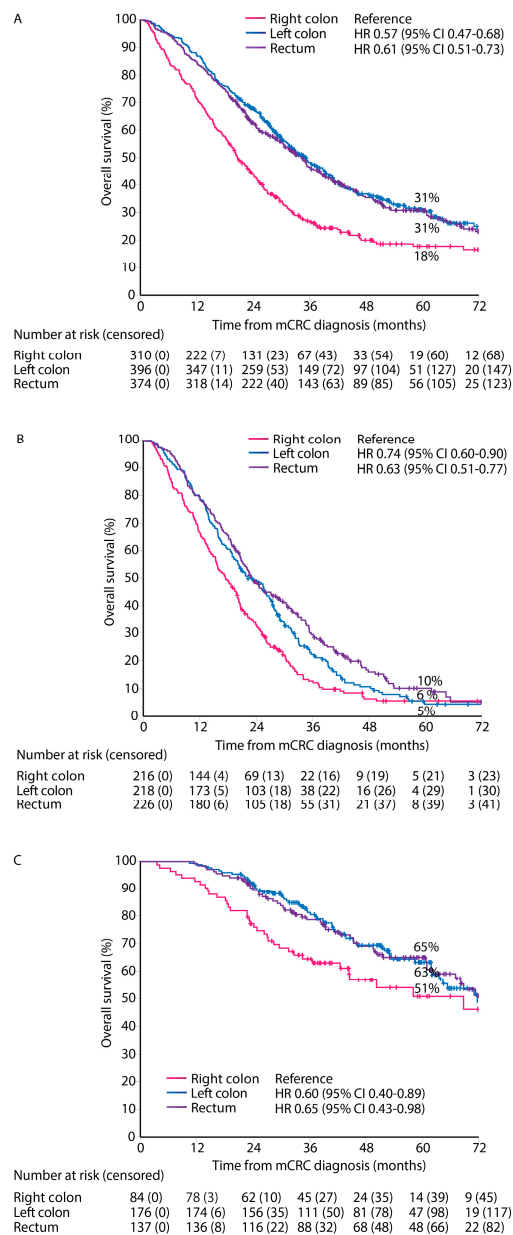 A
Right colon Reference
Left colon HR 0.57 (95% CI 0.47-0.68)
Rectum HR 0.61 (95% CI 0.51-0.73)
Overall survival (%)
100
90
80
70
60
50
40
30
20
10
0
31%
31%
18%
0 12 24 36 48 60 72
Time from mCRC diagnosis (months)
Number at risk (censored)
Right colon 310 (0) 222 (7) 131 (23) 67 (43) 33 (54) 19 (60) 12 (68)
Left colon 396 (0) 347 (11) 259 (53) 149 (72) 97 (104) 51 (127) 20 (147)
Rectum 374 (0) 318 (14) 222 (40) 143 (63) 89 (85) 56 (105) 25 (123)
B
Right colon Reference
Left colon HR 0.74 (95% CI 0.60-0.90)
Rectum HR 0.63 (95% CI 0.51-0.77)
Overall survival (%)
100
90
80
70
60
50
40
30
20
10
0
10%
6 %
5%
0 12 24 36 48 60 72
Time from mCRC diagnosis (months)
Number at risk (censored)
Right colon 216 (0) 144 (4) 69 (13) 22 (16) 9 (19) 5 (21) 3 (23)
Left colon 218 (0) 173 (5) 103 (18) 38 (22) 16 (26) 4 (29) 1 (30)
Rectum 226 (0) 180 (6) 105 (18) 55 (31) 21 (37) 8 (39) 3 (41)
C
100
90
80
70
60
50
40
30
20
10
0
Overall survival (%)
65%
63%
51%
Right colon Reference
Left colon HR 0.60 (95% CI 0.40-0.89)
Rectum HR 0.65 (95% CI 0.43-0.98)
0 12 24 36 48 60 72
Time from mCRC diagnosis (months)
Number at risk (censored)
Right colon 84 (0) 78 (3) 62 (10) 45 (27) 24 (35) 14 (39) 9 (45)
Left colon 176 (0) 174 (6) 156 (35) 111 (50) 81 (78) 47 (98) 19 (117)
Rectum 137 (0) 136 (8) 116 (22) 88 (32) 68 (48) 48 (66) 22 (82)